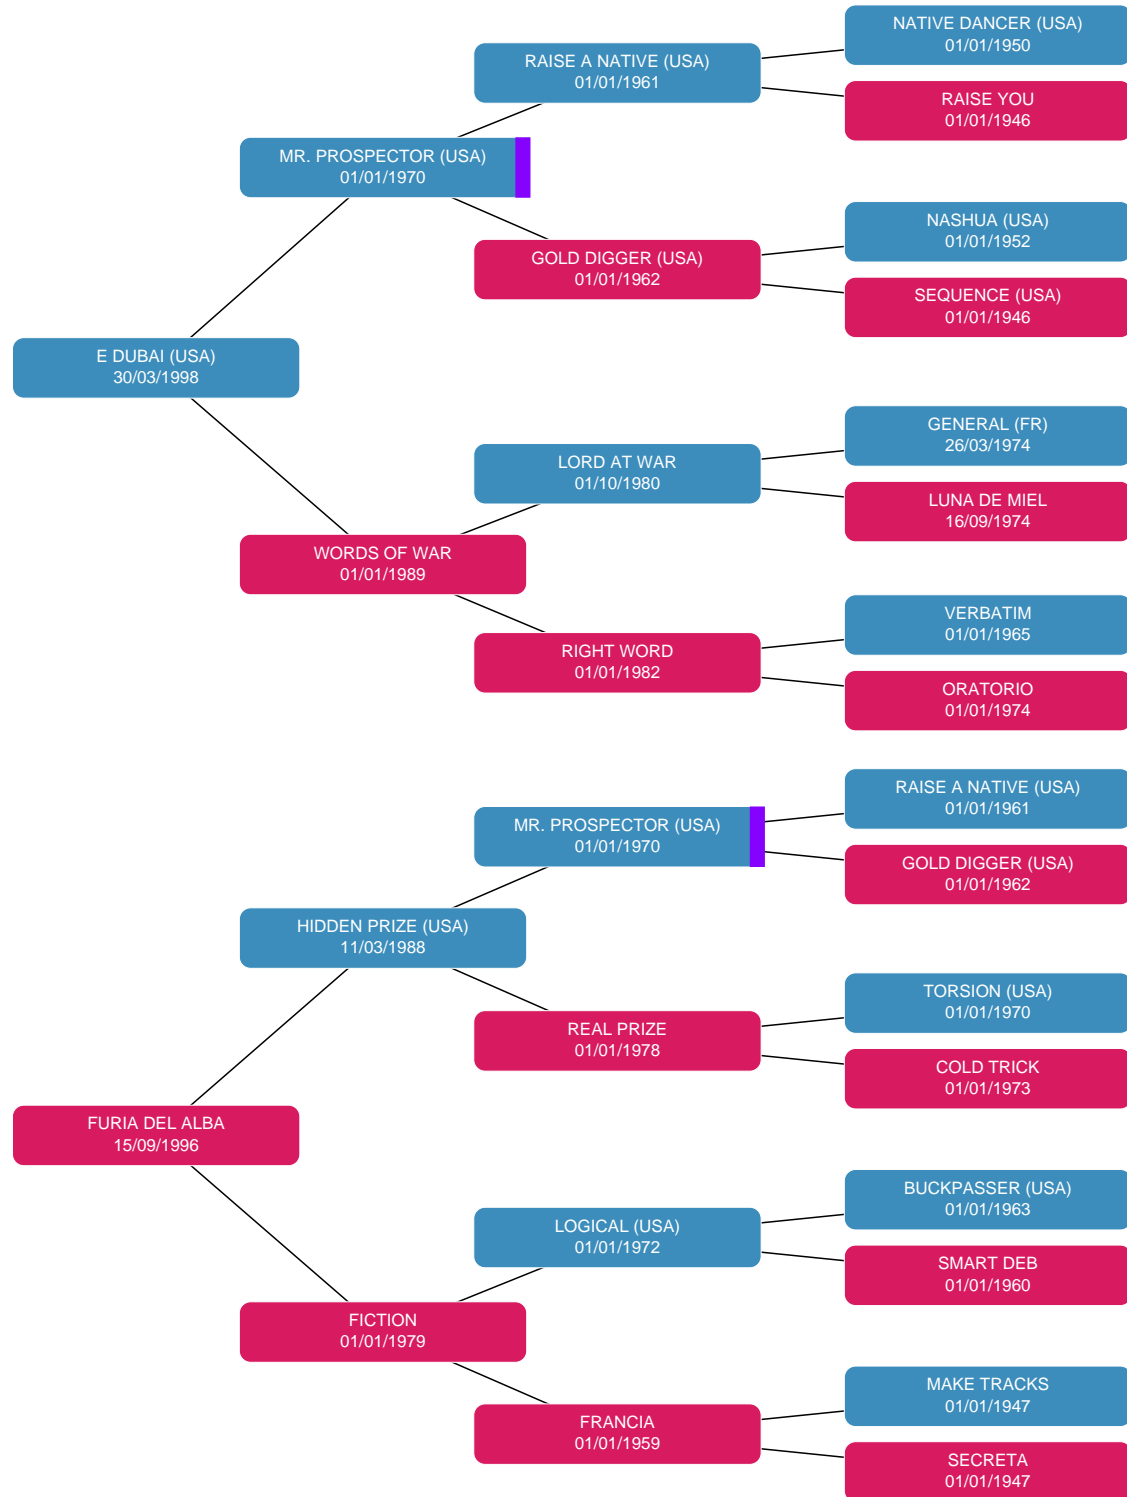 NATIVE DANCER (USA)
01/01/1950
RAISE A NATIVE (USA)
01/01/1961
RAISE YOU
01/01/1946
MR. PROSPECTOR (USA)
01/01/1970
NASHUA (USA)
01/01/1952
GOLD DIGGER (USA)
01/01/1962
SEQUENCE (USA)
01/01/1946
E DUBAI (USA)
30/03/1998
GENERAL (FR)
26/03/1974
LORD AT WAR
01/10/1980
LUNA DE MIEL
16/09/1974
WORDS OF WAR
01/01/1989
VERBATIM
01/01/1965
RIGHT WORD
01/01/1982
ORATORIO
01/01/1974
RAISE A NATIVE (USA)
01/01/1961
MR. PROSPECTOR (USA)
01/01/1970
GOLD DIGGER (USA)
01/01/1962
HIDDEN PRIZE (USA)
11/03/1988
TORSION (USA)
01/01/1970
REAL PRIZE
01/01/1978
COLD TRICK
01/01/1973
FURIA DEL ALBA
15/09/1996
BUCKPASSER (USA)
01/01/1963
LOGICAL (USA)
01/01/1972
SMART DEB
01/01/1960
FICTION
01/01/1979
MAKE TRACKS
01/01/1947
FRANCIA
01/01/1959
SECRETA
01/01/1947